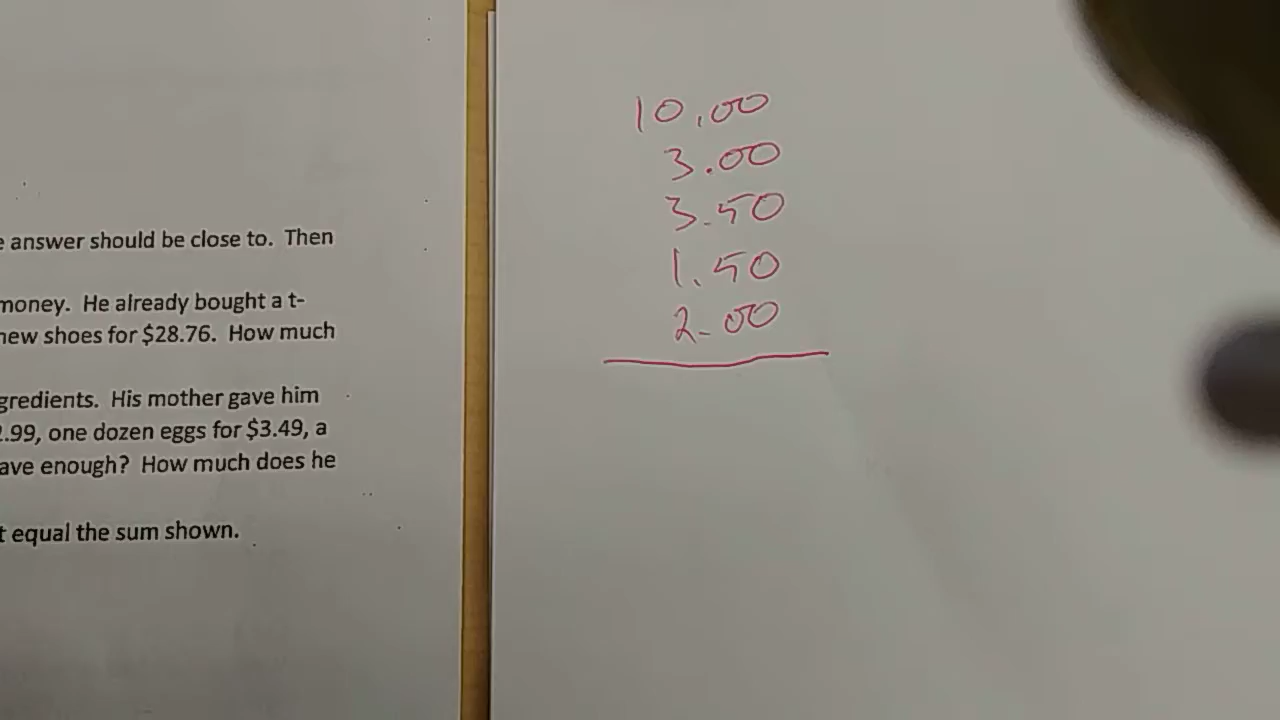 answer should be close to. Then
money. He already bought a t-
new shoes for $28.76. How much
His mother gave him
.99, one dozen eggs for $3.49, a
enough? How much does he
equal the sum shown.
10.00
3.00
3.50
1.50
2.00